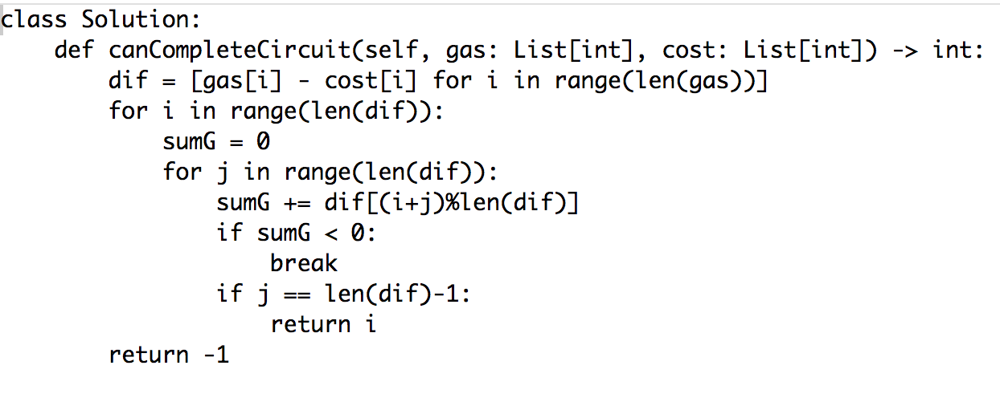 class Solution:
    def canCompleteCircuit(self, gas: List[int], cost: List[int]) -> int:
        dif = [gas[i] - cost[i] for i in range(len(gas))]
        for i in range(len(dif)):
            sumG = 0
            for j in range(len(dif)):
                sumG += dif[(i+j)%len(dif)]
                if sumG < 0:
                    break
                if j == len(dif)-1:
                    return i
        return -1